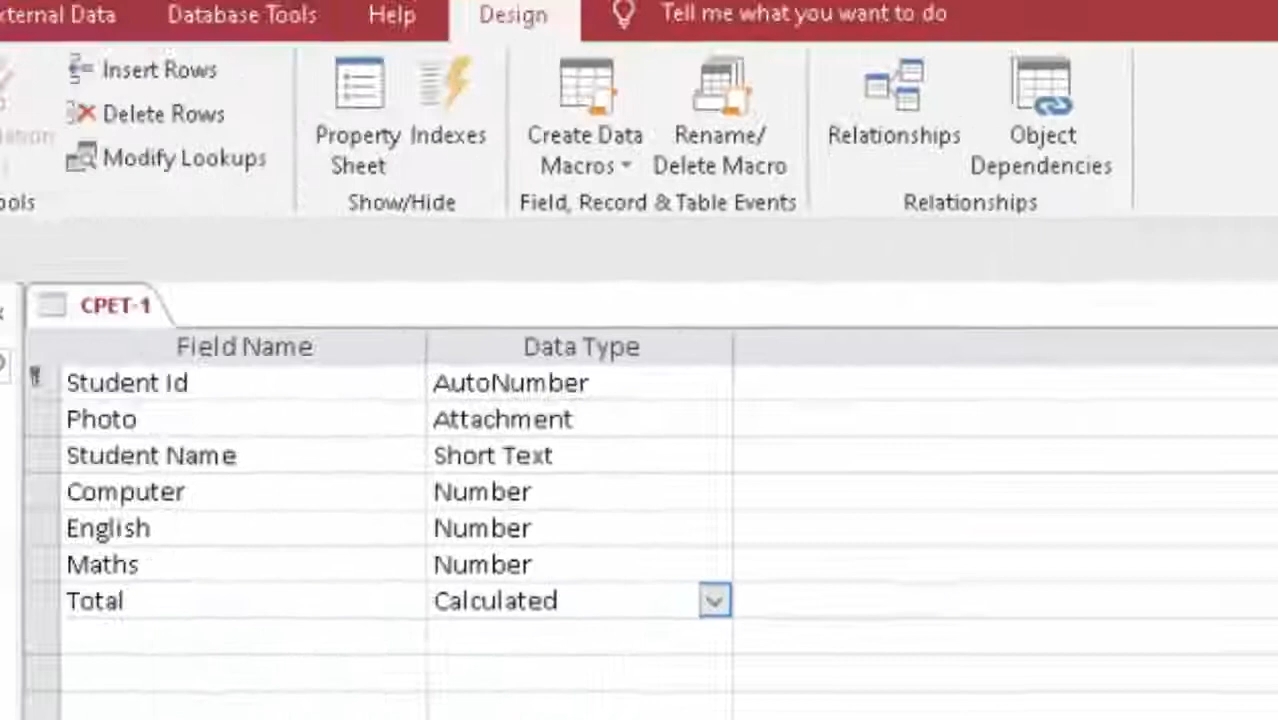 xternal Data Database Tools Help Design Tell me what you want to do
Insert Rows
Delete Rows
Modify Lookups
Property Sheet
Indexes
Create Data Macros
Rename/ Delete Macro
Relationships
Object Dependencies
ools
Show/Hide
Field, Record & Table Events
Relationships
CPET-1
Field Name Data Type
Student Id AutoNumber
Photo Attachment
Student Name Short Text
Computer Number
English Number
Maths Number
Total Calculated